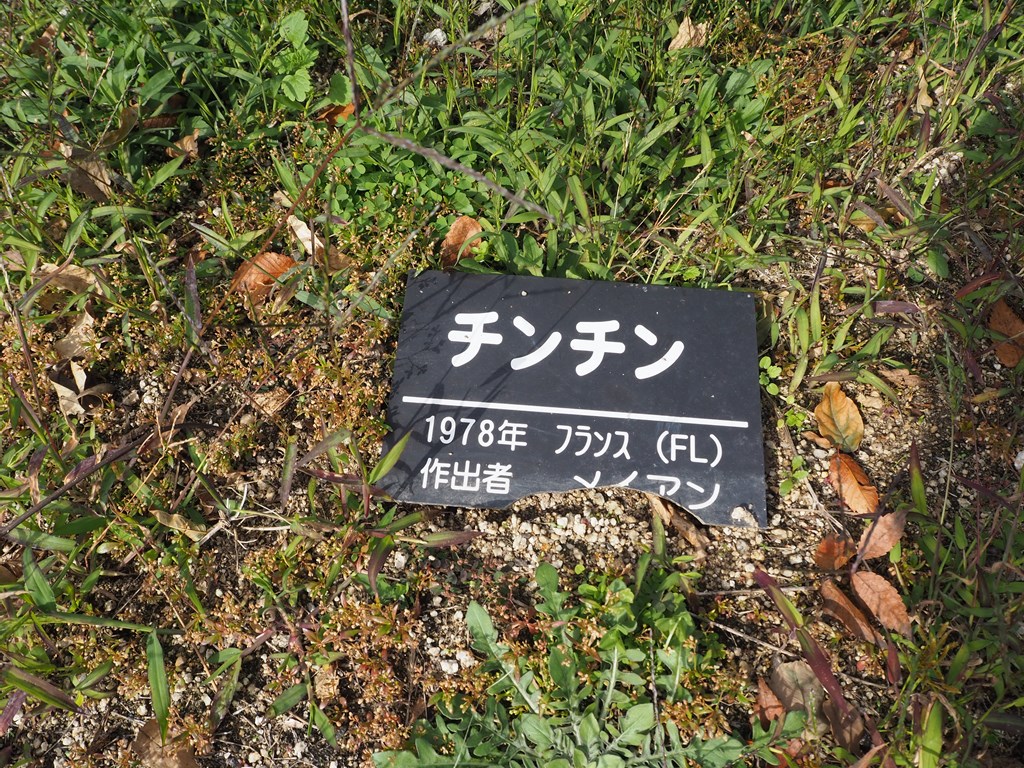 チンチン
1978年 フランス (FL)
作出者 メイアン